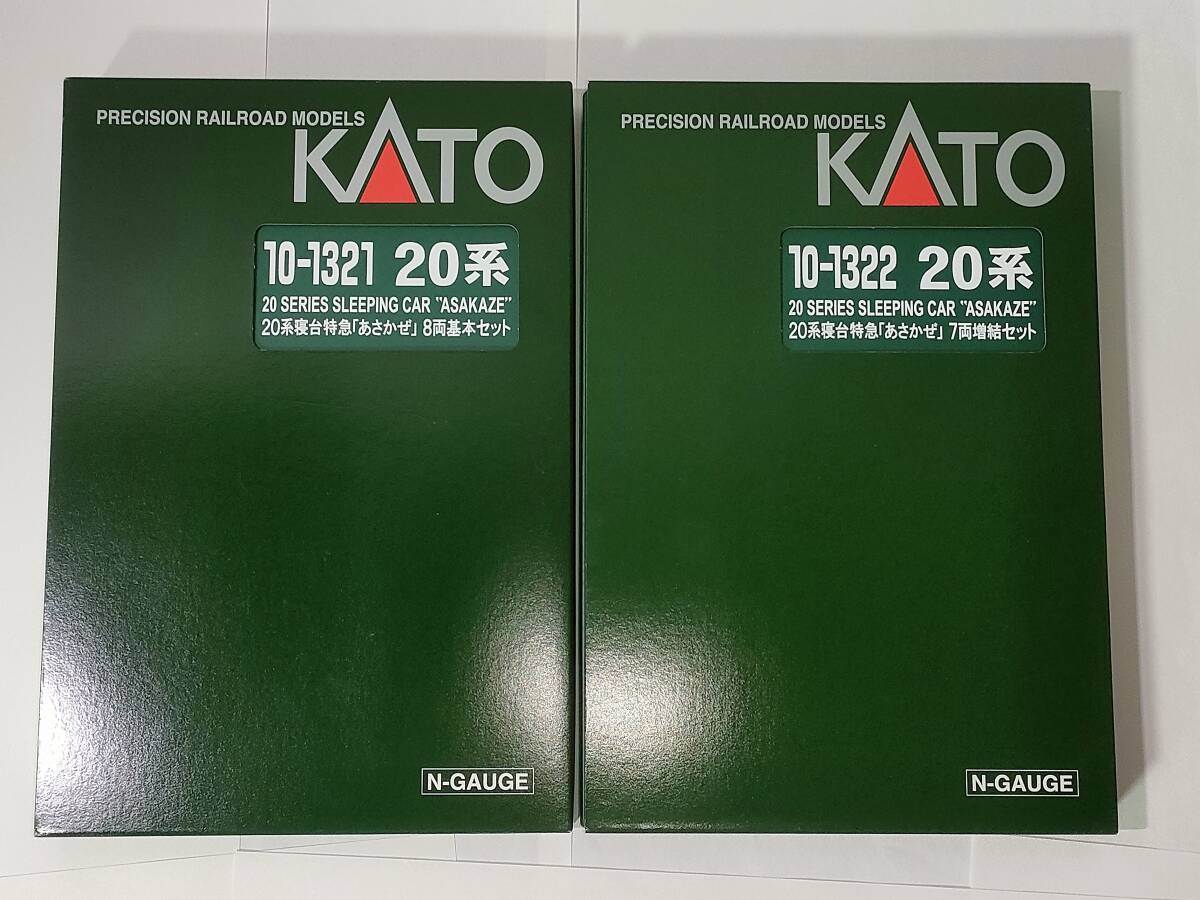 PRECISION RAILROAD MODELS
KATO
10-1321 20系
20 SERIES SLEEPING CAR "ASAKAZE"
20系寝台特急「あさかぜ」8両基本セット
N-GAUGE
PRECISION RAILROAD MODELS
KATO
10-1322 20系
20 SERIES SLEEPING CAR "ASAKAZE"
20系寝台特急「あさかぜ」7両増結セット
N-GAUGE